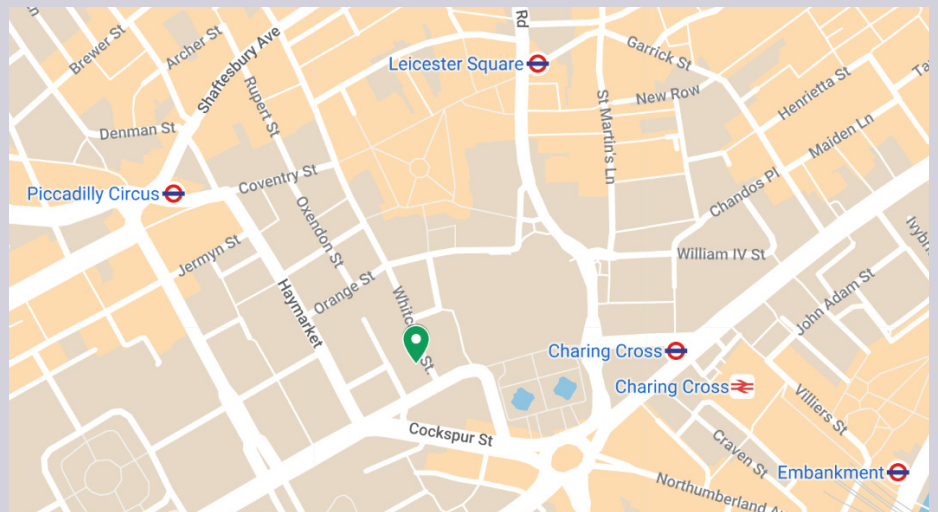 Brewer St
Archer St
Shaftesbury Ave
Rupert St
Denman St
Rd
Leicester Square
Garrick St
New Row
St Martin's Ln
Henrietta St
Maiden Ln
Piccadilly Circus
Coventry St
Oxendon St
Chandos Pl
Jermyn St
Orange St
William IV St
Haymarket
John Adam St
Charing Cross
Charing Cross
Villiers St
Cockspur St
Craven St
Embankment
Northumberland